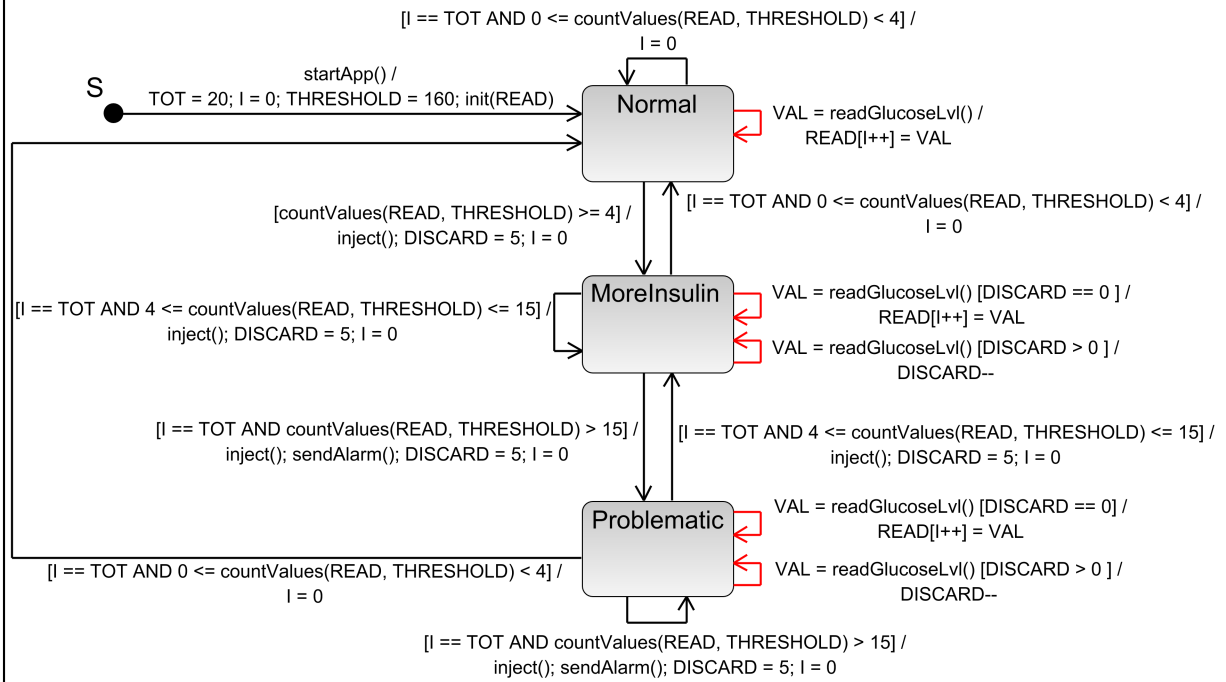 [I == TOT AND 0 <= countValues(READ, THRESHOLD) < 4] /
I = 0
S
startApp() /
TOT = 20; I = 0; THRESHOLD = 160; init(READ)
Normal
VAL = readGlucoseLvl() /
READ[I++] = VAL
[countValues(READ, THRESHOLD) >= 4] /
inject(); DISCARD = 5; I = 0
[I == TOT AND 0 <= countValues(READ, THRESHOLD) < 4] /
I = 0
MoreInsulin
[I == TOT AND 4 <= countValues(READ, THRESHOLD) <= 15] /
inject(); DISCARD = 5; I = 0
VAL = readGlucoseLvl() [DISCARD == 0 ] /
READ[I++] = VAL
VAL = readGlucoseLvl() [DISCARD > 0 ] /
DISCARD--
[I == TOT AND countValues(READ, THRESHOLD) > 15] /
inject(); sendAlarm(); DISCARD = 5; I = 0
[I == TOT AND 4 <= countValues(READ, THRESHOLD) <= 15] /
inject(); DISCARD = 5; I = 0
Problematic
VAL = readGlucoseLvl() [DISCARD == 0] /
READ[I++] = VAL
VAL = readGlucoseLvl() [DISCARD > 0 ] /
DISCARD--
[I == TOT AND 0 <= countValues(READ, THRESHOLD) < 4] /
I = 0
[I == TOT AND countValues(READ, THRESHOLD) > 15] /
inject(); sendAlarm(); DISCARD = 5; I = 0